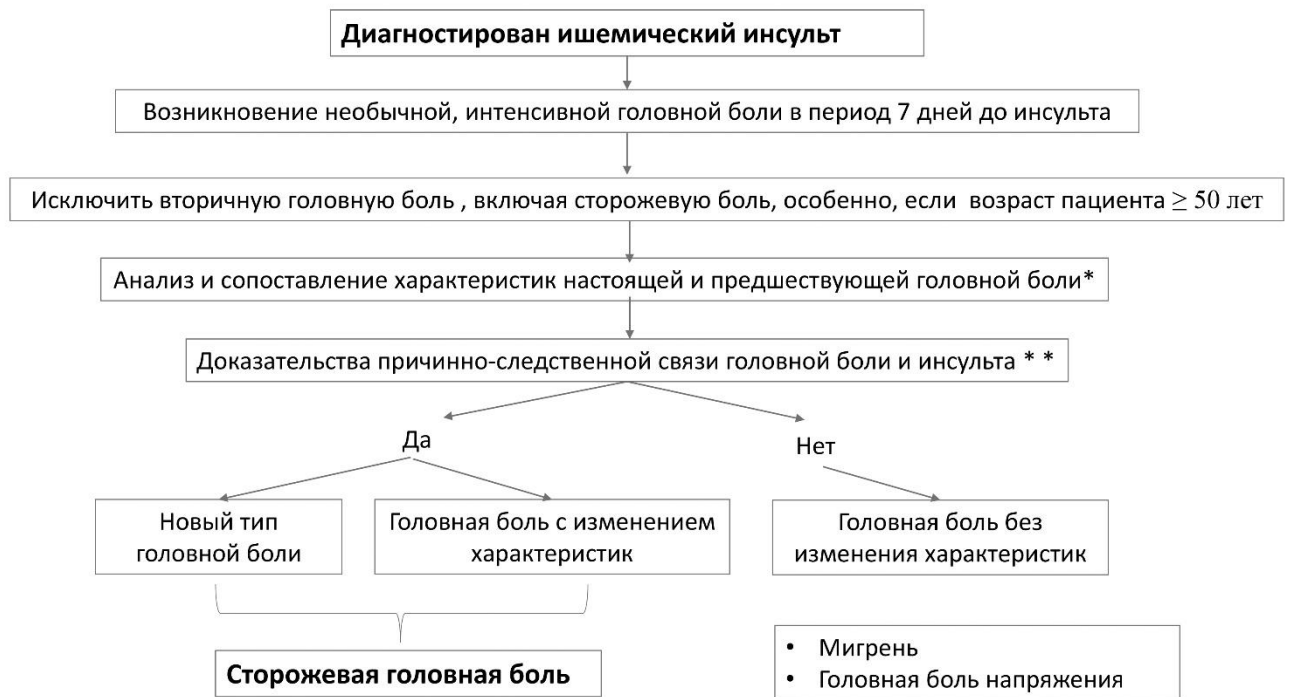 Диагностирован ишемический инсульт
Возникновение необычной, интенсивной головной боли в период 7 дней до инсульта
Исключить вторичную головную боль , включая сторожевую боль, особенно, если возраст пациента ≥ 50 лет
Анализ и сопоставление характеристик настоящей и предшествующей головной боли*
Доказательства причинно-следственной связи головной боли и инсульта * *
Да
Нет
Новый тип
головной боли
Головная боль с изменением
характеристик
Головная боль без
изменения характеристик
Сторожевая головная боль
• Мигрень
• Головная боль напряжения